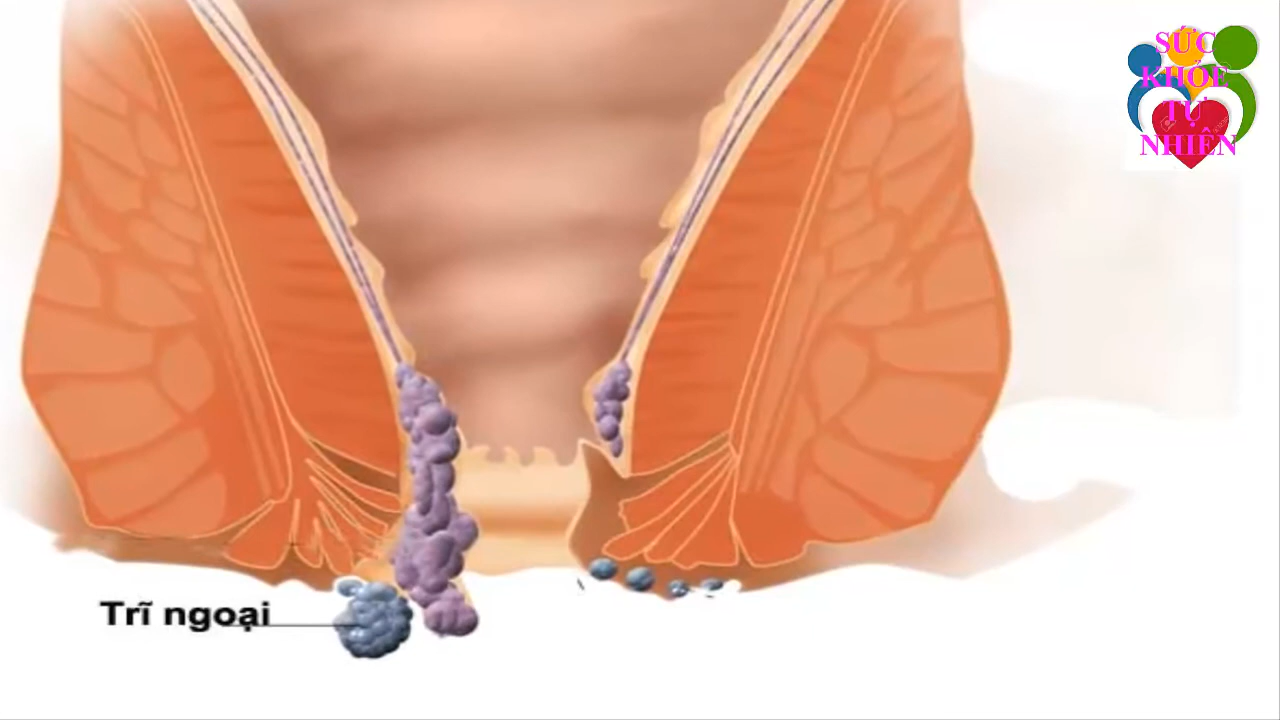 SỨC
KHỎE
TỰ
NHIÊN
Trĩ ngoại